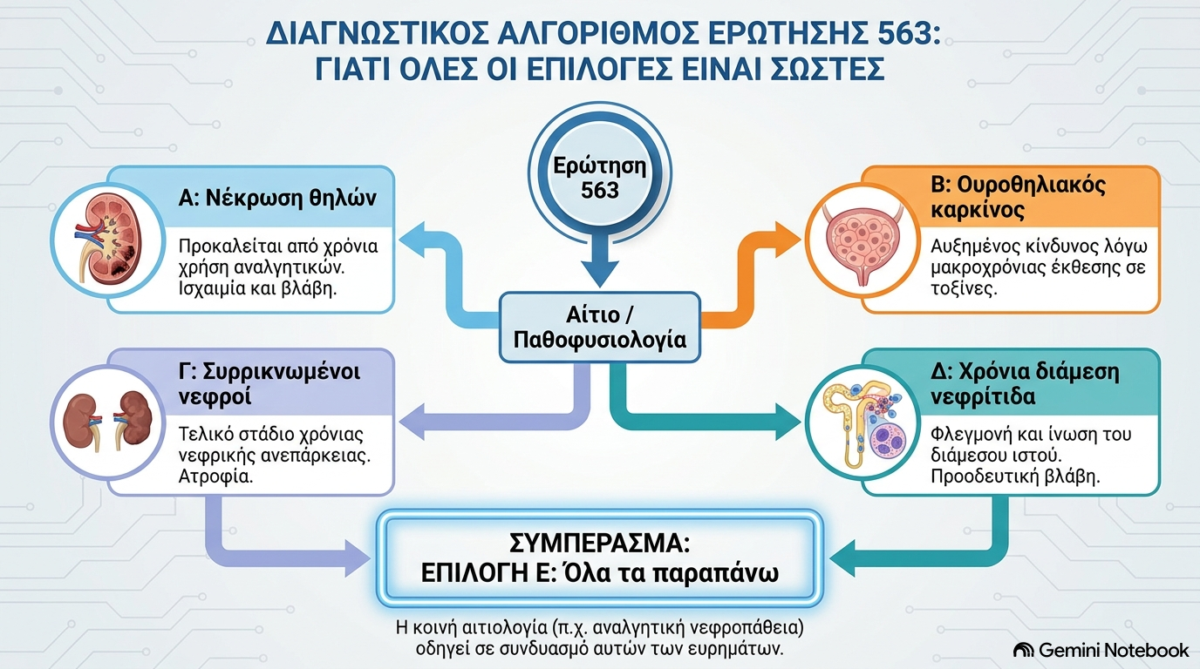 ΔΙΑΓΝΩΣΤΙΚΟΣ ΑΛΓΟΡΙΘΜΟΣ ΕΡΩΤΗΣΗΣ 563:
ΓΙΑΤΙ ΟΛΕΣ ΟΙ ΕΠΙΛΟΓΕΣ ΕΙΝΑΙ ΣΩΣΤΕΣ
Ερώτηση
563
Αίτιο /
Παθοφυσιολογία
Α: Νέκρωση θηλών
Προκαλείται από χρόνια
χρήση αναλγητικών.
Ισχαιμία και βλάβη.
Β: Ουροθηλιακός
καρκίνος
Αυξημένος κίνδυνος λόγω
μακροχρόνιας έκθεσης σε
τοξίνες.
Γ: Συρρικνωμένοι
νεφροί
Τελικό στάδιο χρόνιας
νεφρικής ανεπάρκειας.
Ατροφία.
Δ: Χρόνια διάμεση
νεφρίτιδα
Φλεγμονή και ίνωση του
διάμεσου ιστού.
Προοδευτική βλάβη.
ΣΥΜΠΕΡΑΣΜΑ:
ΕΠΙΛΟΓΗ Ε: Όλα τα παραπάνω
Η κοινή αιτιολογία (π.χ. αναλγητική νεφροπάθεια)
οδηγεί σε συνδυασμό αυτών των ευρημάτων.
Gemini Notebook